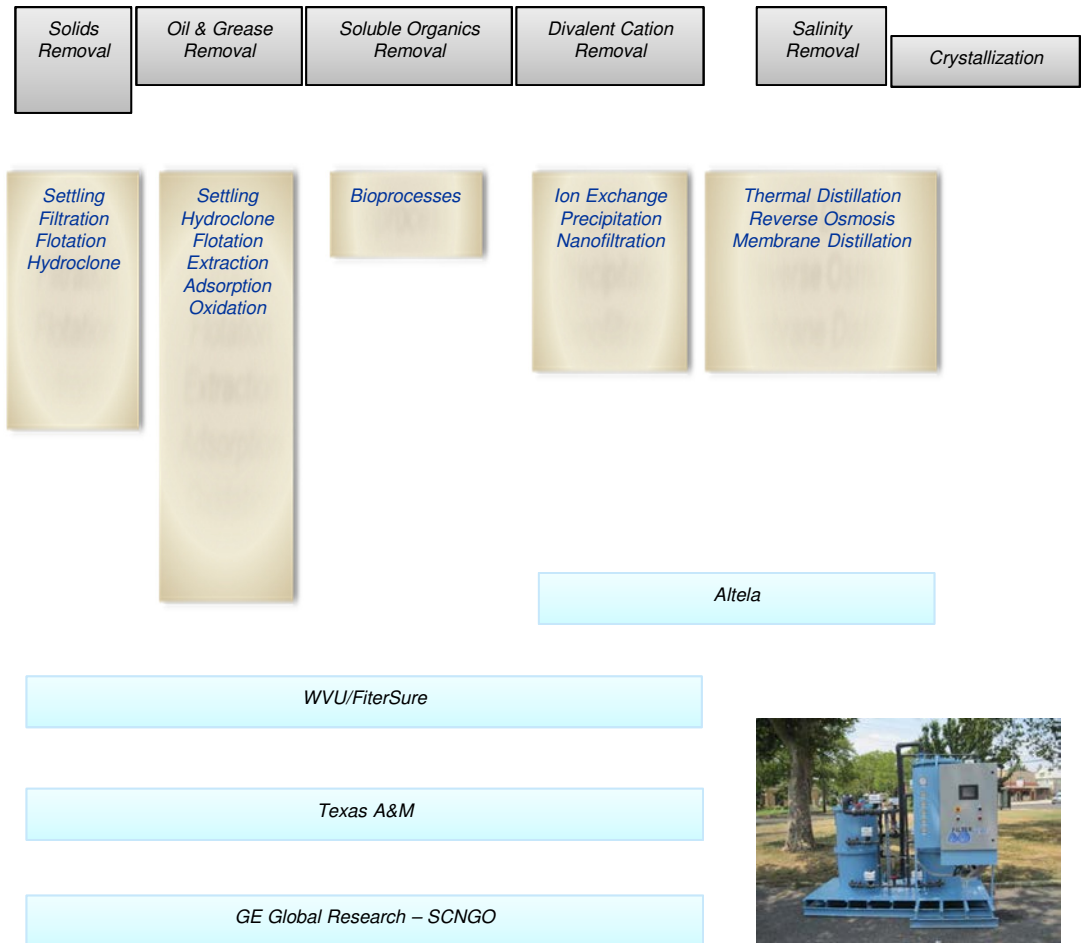 Solids
Removal
Oil & Grease
Removal
Soluble Organics
Removal
Divalent Cation
Removal
Salinity
Removal
Crystallization
Settling
Filtration
Flotation
Hydroclone
Settling
Hydroclone
Flotation
Extraction
Adsorption
Oxidation
Bioprocesses
Ion Exchange
Precipitation
Nanofiltration
Thermal Distillation
Reverse Osmosis
Membrane Distillation
Altela
WVU/FiterSure
Texas A&M
GE Global Research – SCNGO